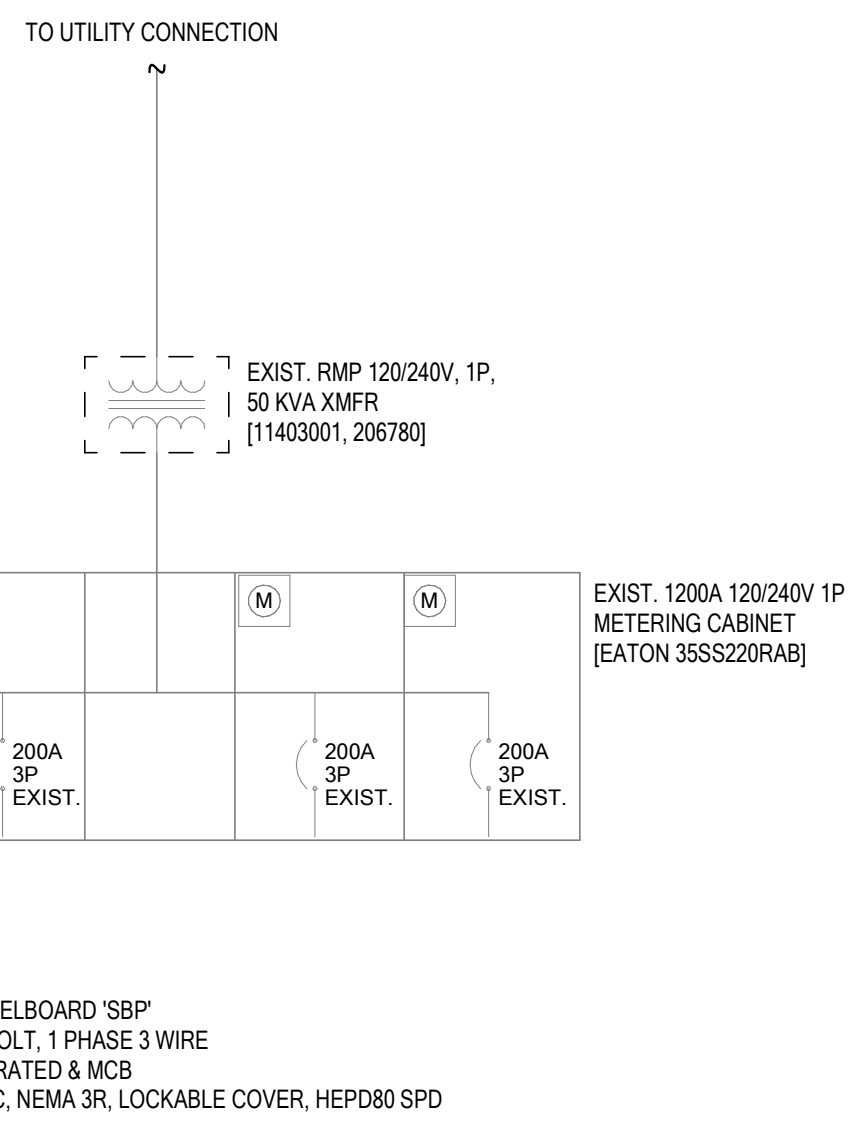 TO UTILITY CONNECTION
~
EXIST. RMP 120/240V, 1P,
50 KVA XMFR
[11403001, 206780]
M
M
EXIST. 1200A 120/240V 1P
METERING CABINET
[EATON 35SS220RAB]
200A
3P
EXIST.
200A
3P
EXIST.
200A
3P
EXIST.
ELBOARD 'SBP'
OLT, 1 PHASE 3 WIRE
RATED & MCB
C, NEMA 3R, LOCKABLE COVER, HEPD80 SPD